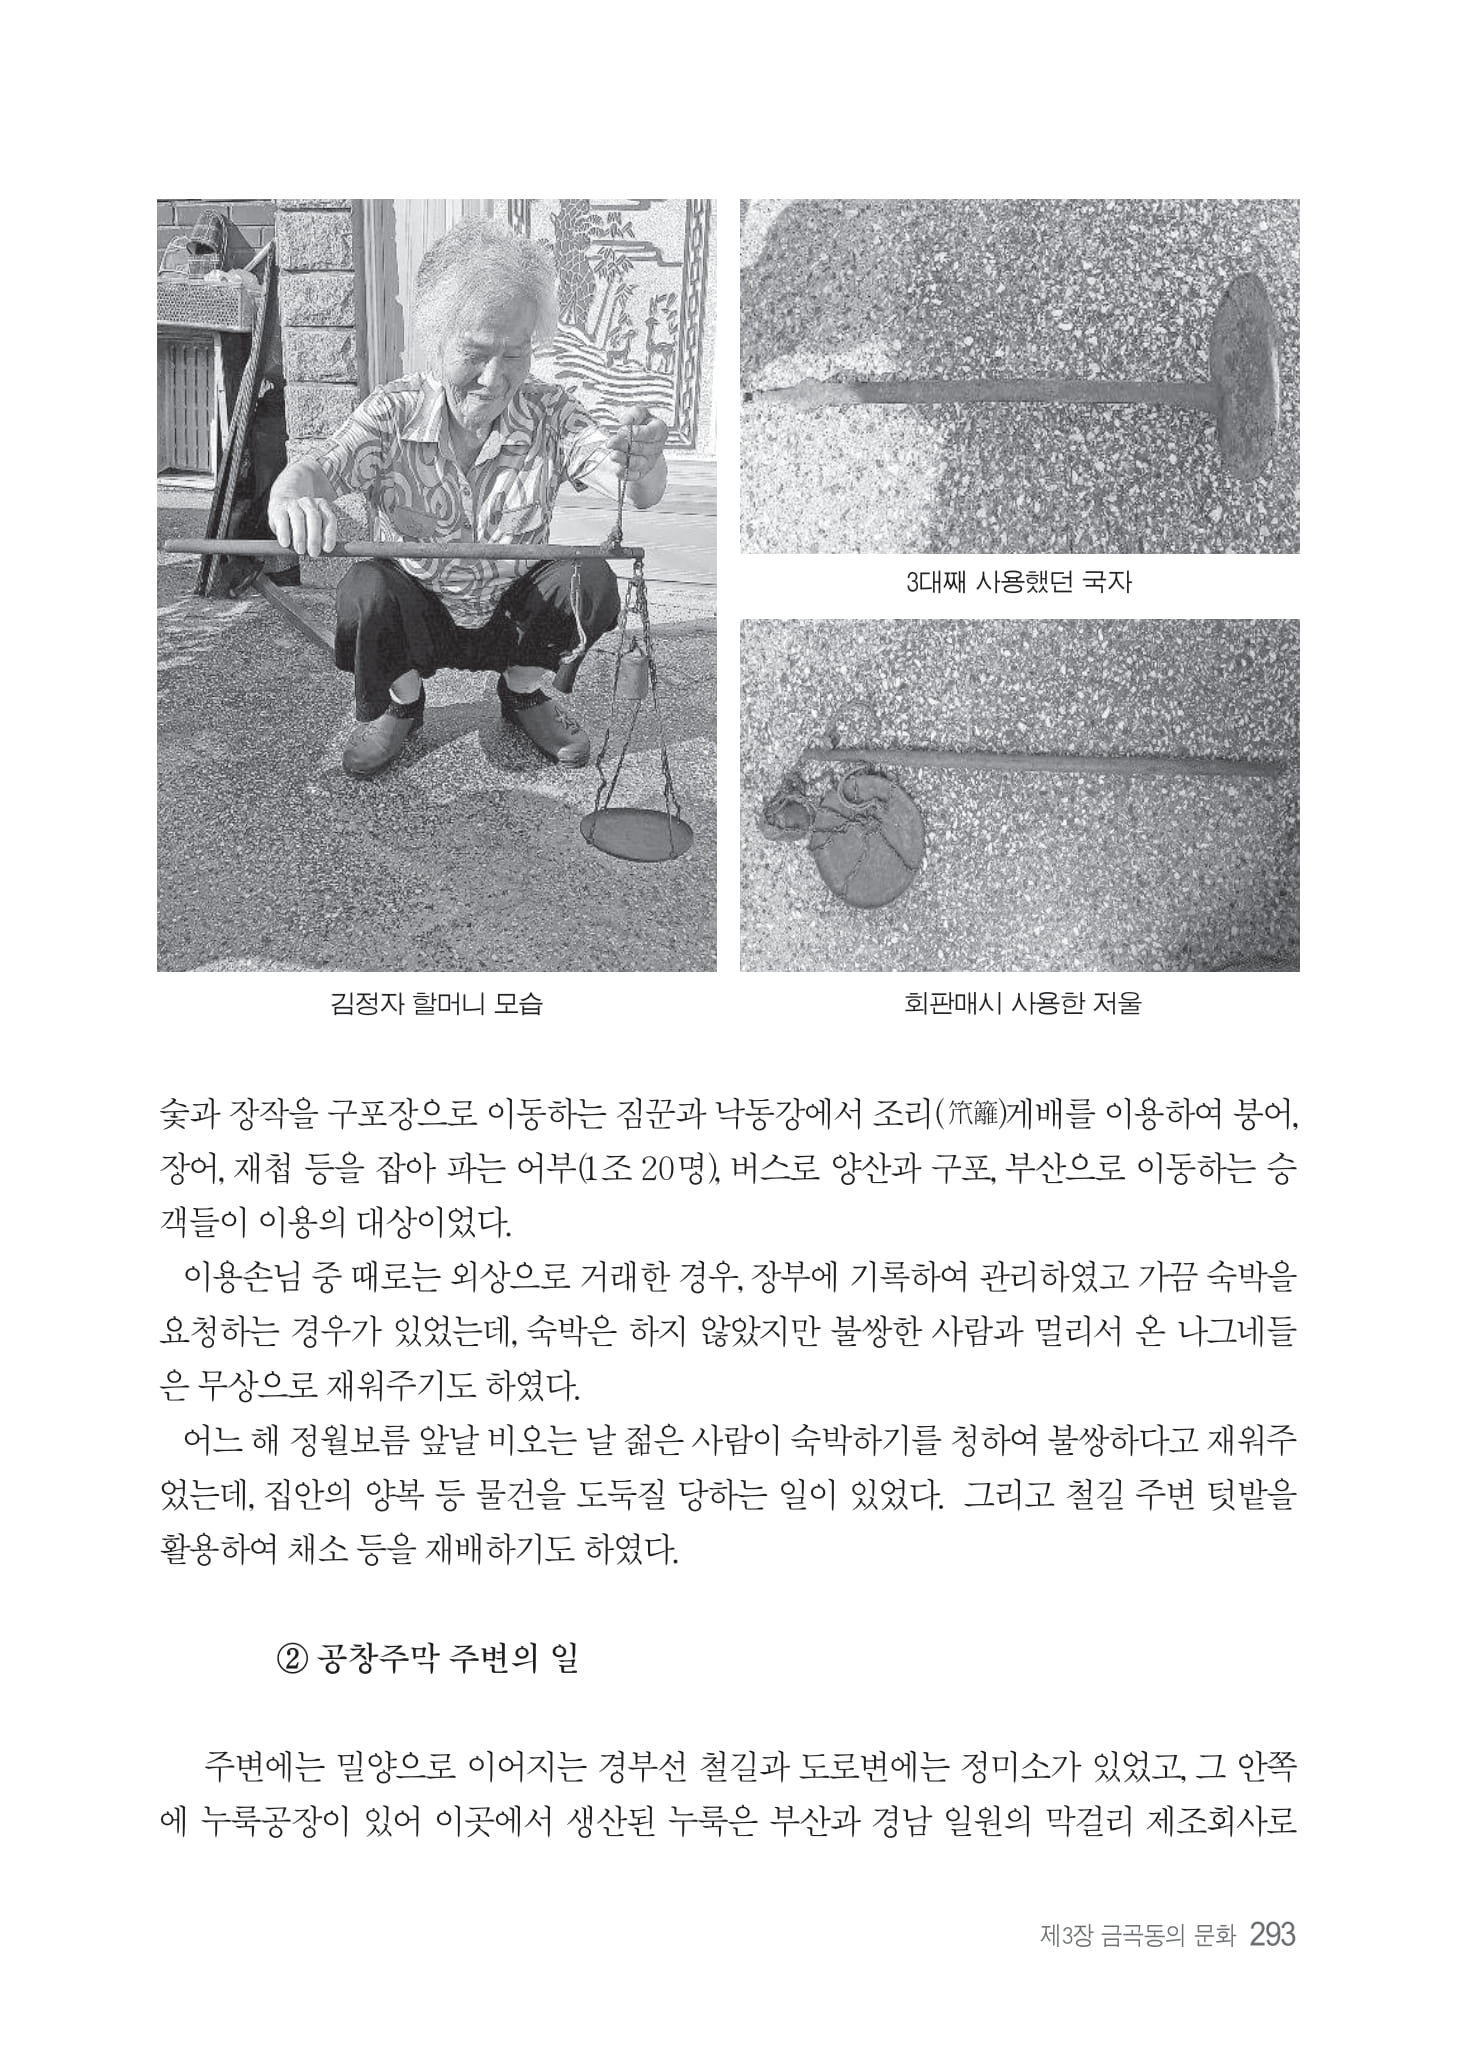 3대째 사용했던 국자
김정자 할머니 모습
회판매시 사용한 저울
숯과 장작을 구포장으로 이동하는 짐꾼과 낙동강에서 조리(笊籬)게배를 이용하여 붕어,
장어, 재첩 등을 잡아 파는 어부(1조 20명), 버스로 양산과 구포, 부산으로 이동하는 승
객들이 이용의 대상이었다.
이용손님 중 때로는 외상으로 거래한 경우, 장부에 기록하여 관리하였고 가끔 숙박을
요청하는 경우가 있었는데, 숙박은 하지 않았지만 불쌍한 사람과 멀리서 온 나그네들
은 무상으로 재워주기도 하였다.
어느 해 정월보름 앞날 비오는 날 젊은 사람이 숙박하기를 청하여 불쌍하다고 재워주
었는데, 집안의 양복 등 물건을 도둑질 당하는 일이 있었다. 그리고 철길 주변 텃밭을
활용하여 채소 등을 재배하기도 하였다.
② 공창주막 주변의 일
주변에는 밀양으로 이어지는 경부선 철길과 도로변에는 정미소가 있었고, 그 안쪽
에 누룩공장이 있어 이곳에서 생산된 누룩은 부산과 경남 일원의 막걸리 제조회사로
제3장 금곡동의 문화 293